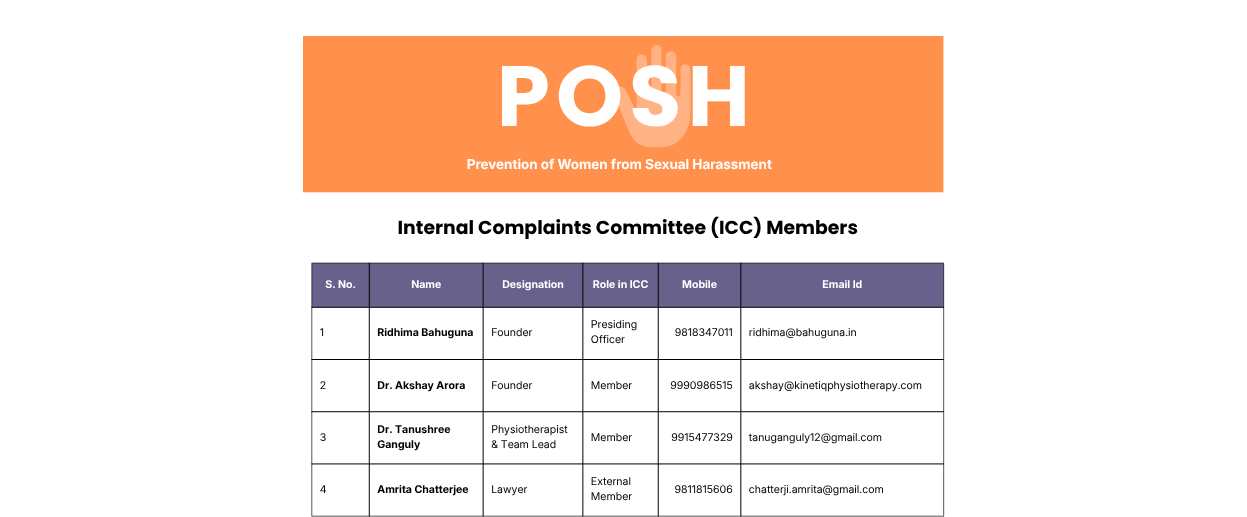 POSH
Prevention of Women from Sexual Harassment
Internal Complaints Committee (ICC) Members
S. No. Name Designation Role in ICC Mobile Email Id
1 Ridhima Bahuguna Founder Presiding Officer 9818347011 ridhima@bahuguna.in
2 Dr. Akshay Arora Founder Member 9990986515 akshay@kinetiqphysiotherapy.com
3 Dr. Tanushree Ganguly Physiotherapist & Team Lead Member 9915477329 tanuganguly12@gmail.com
4 Amrita Chatterjee Lawyer External Member 9811815606 chatterji.amrita@gmail.com